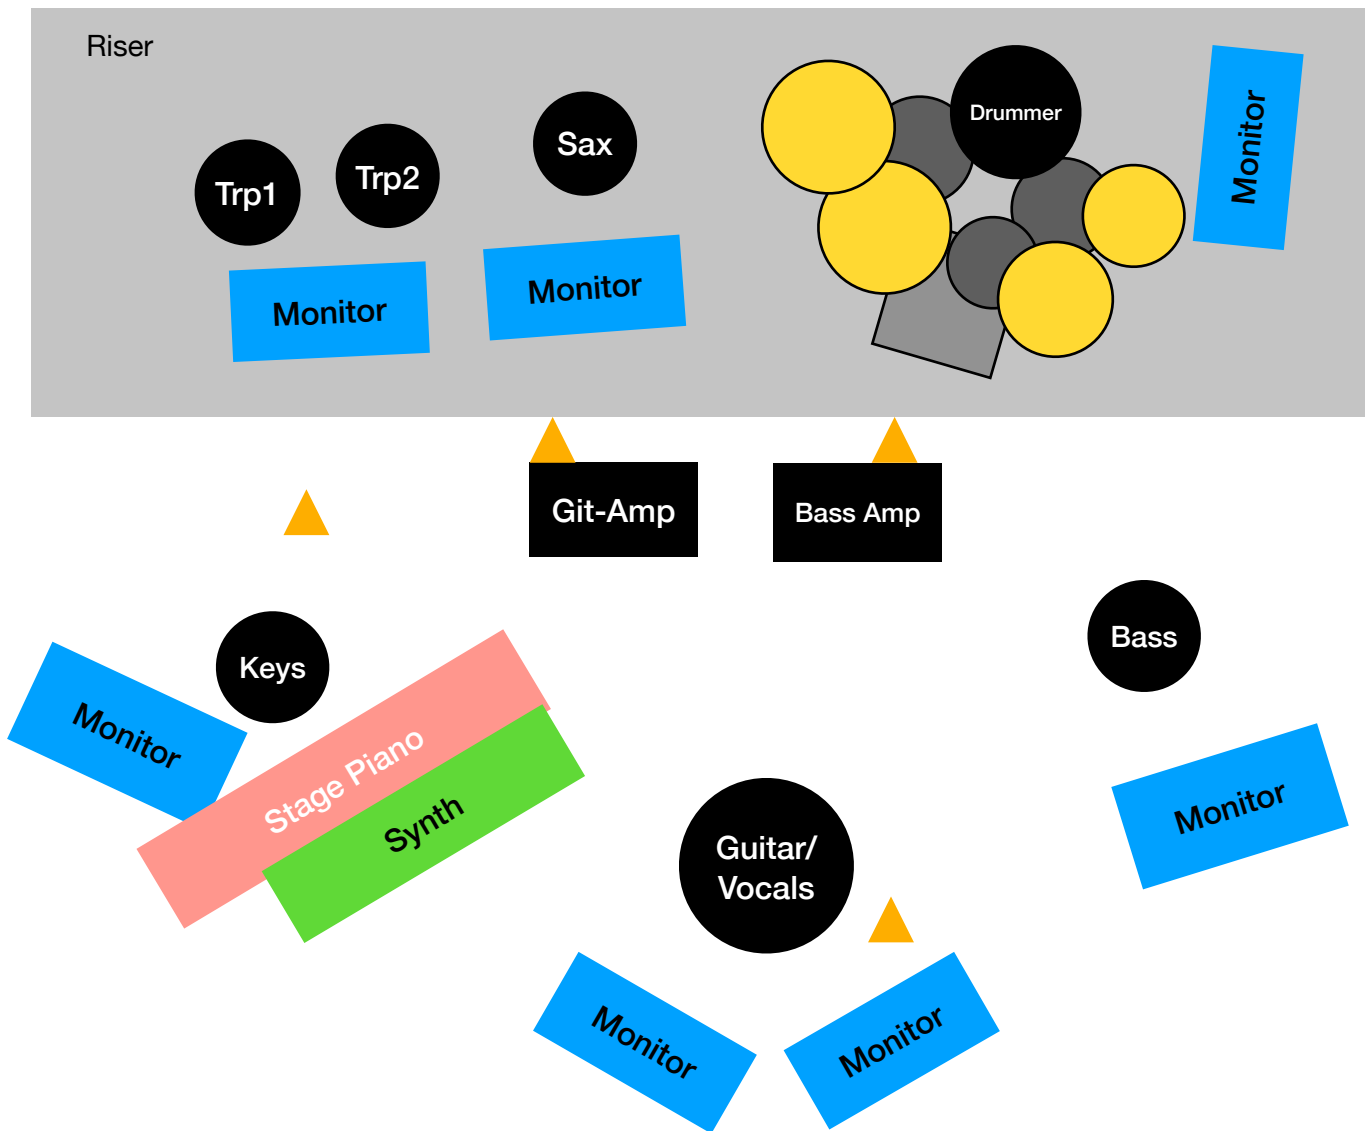 Riser
Drummer
Monitor
Sax
Trp2
Trp1
Monitor
Monitor
Git-Amp
Bass Amp
Keys
Bass
Monitor
Stage Piano
Synth
Monitor
Guitar/
Vocals
Monitor
Monitor